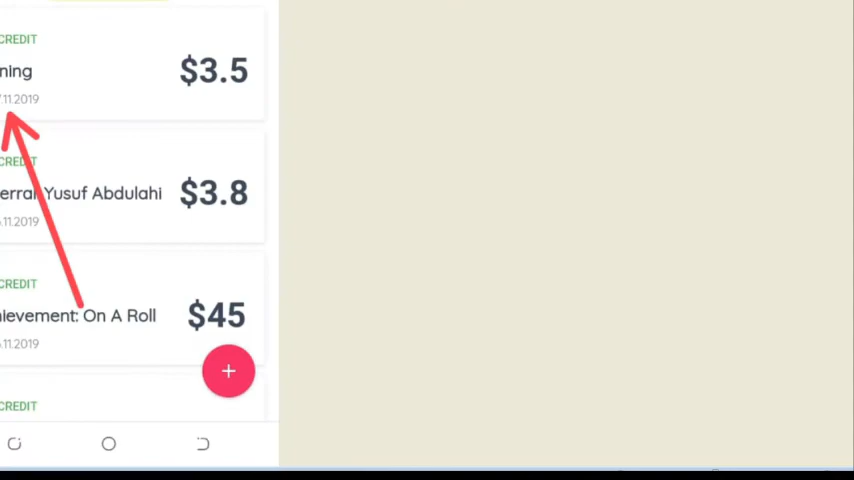 CREDIT
ning
$3.5
.11.2019
CREDIT
erral Yusuf Abdulahi
$3.8
.11.2019
CREDIT
ievement: On A Roll
$45
.11.2019
+
CREDIT